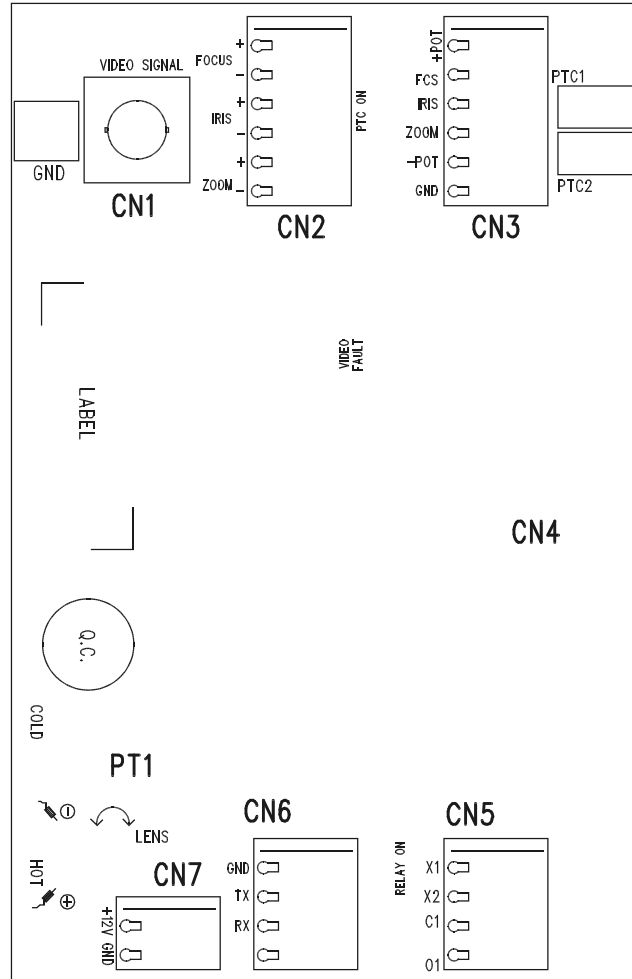 VIDEO SIGNAL
GND
CN1
+
FOCUS
-
+
IRIS
-
+
ZOOM
-
PTC ON
CN2
+POT
FCS
IRIS
ZOOM
-POT
GND
CN3
PTC1
PTC2
VIDEO
FAULT
LABEL
CN4
Q.C.
COLD
PT1
LENS
HOT
CN7
+12V
GND
CN6
GND
TX
RX
CN5
RELAY ON
X1
X2
C1
O1